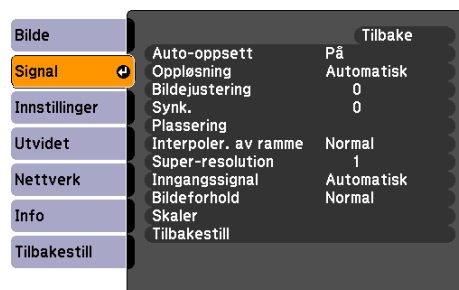 Bilde
Signal
Innstillinger
Utvidet
Nettverk
Info
Tilbakestill
Tilbake
Auto-oppsett På
Oppløsning Automatisk
Bildejustering 0
Synk. 0
Plassering
Interpoler. av ramme Normal
Super-resolution 1
Inngangssignal Automatisk
Bildeforhold Normal
Skaler
Tilbakestill